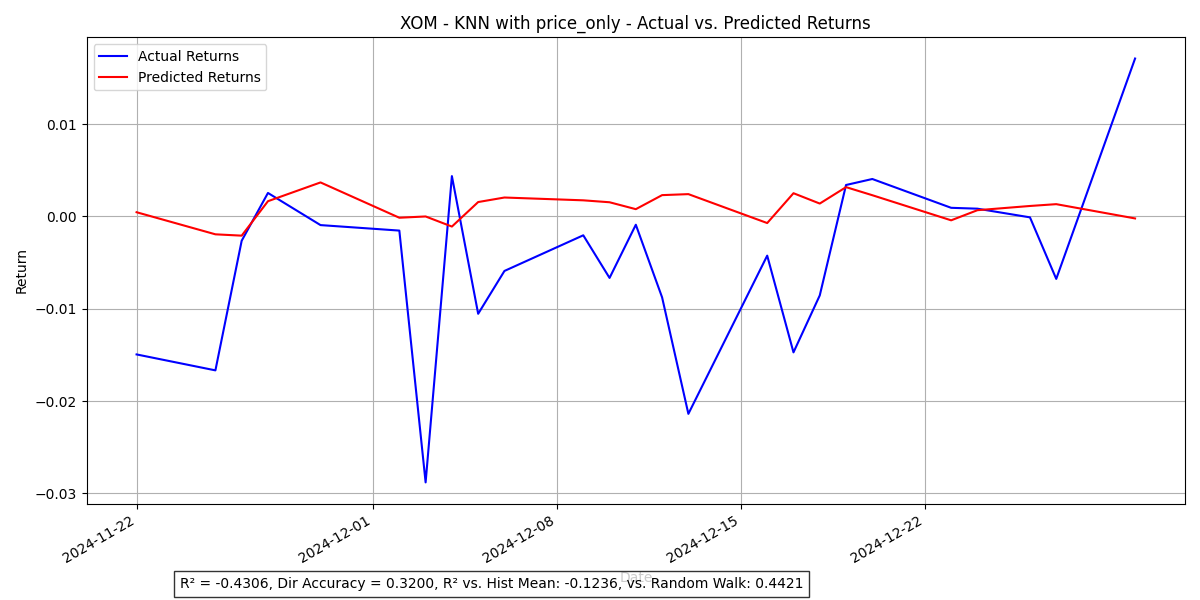 XOM - KNN with price_only - Actual vs. Predicted Returns
Actual Returns
Predicted Returns
Return
0.01
0.00
−0.01
−0.02
−0.03
2024-11-22
2024-12-01
2024-12-08
2024-12-15
2024-12-22
Date
R² = -0.4306, Dir Accuracy = 0.3200, R² vs. Hist Mean: -0.1236, vs. Random Walk: 0.4421